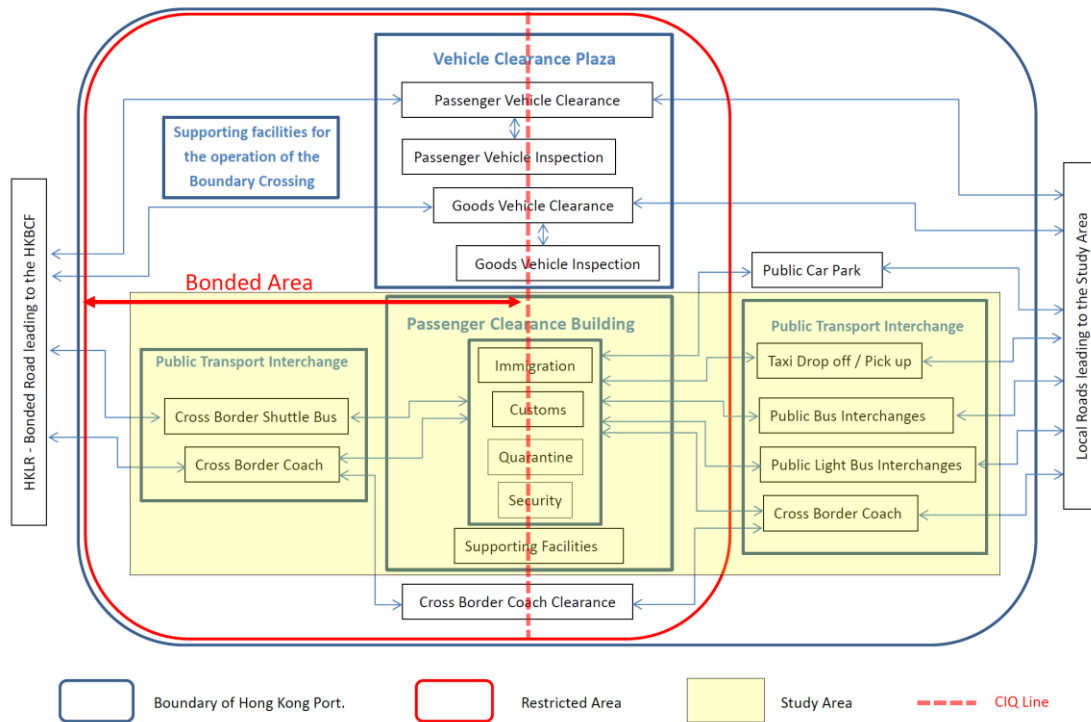 Vehicle Clearance Plaza
Passenger Vehicle Clearance
Supporting facilities for
the operation of the
Boundary Crossing
Passenger Vehicle Inspection
Goods Vehicle Clearance
Goods Vehicle Inspection
HKLR - Bonded Road leading to the HKBCF
Local Roads leading to the Study Area
Bonded Area
Public Car Park
Passenger Clearance Building
Public Transport Interchange
Public Transport Interchange
Immigration
Taxi Drop off / Pick up
Cross Border Shuttle Bus
Customs
Public Bus Interchanges
Cross Border Coach
Quarantine
Public Light Bus Interchanges
Security
Cross Border Coach
Supporting Facilities
Cross Border Coach Clearance
Boundary of Hong Kong Port.
Restricted Area
Study Area
CIQ Line